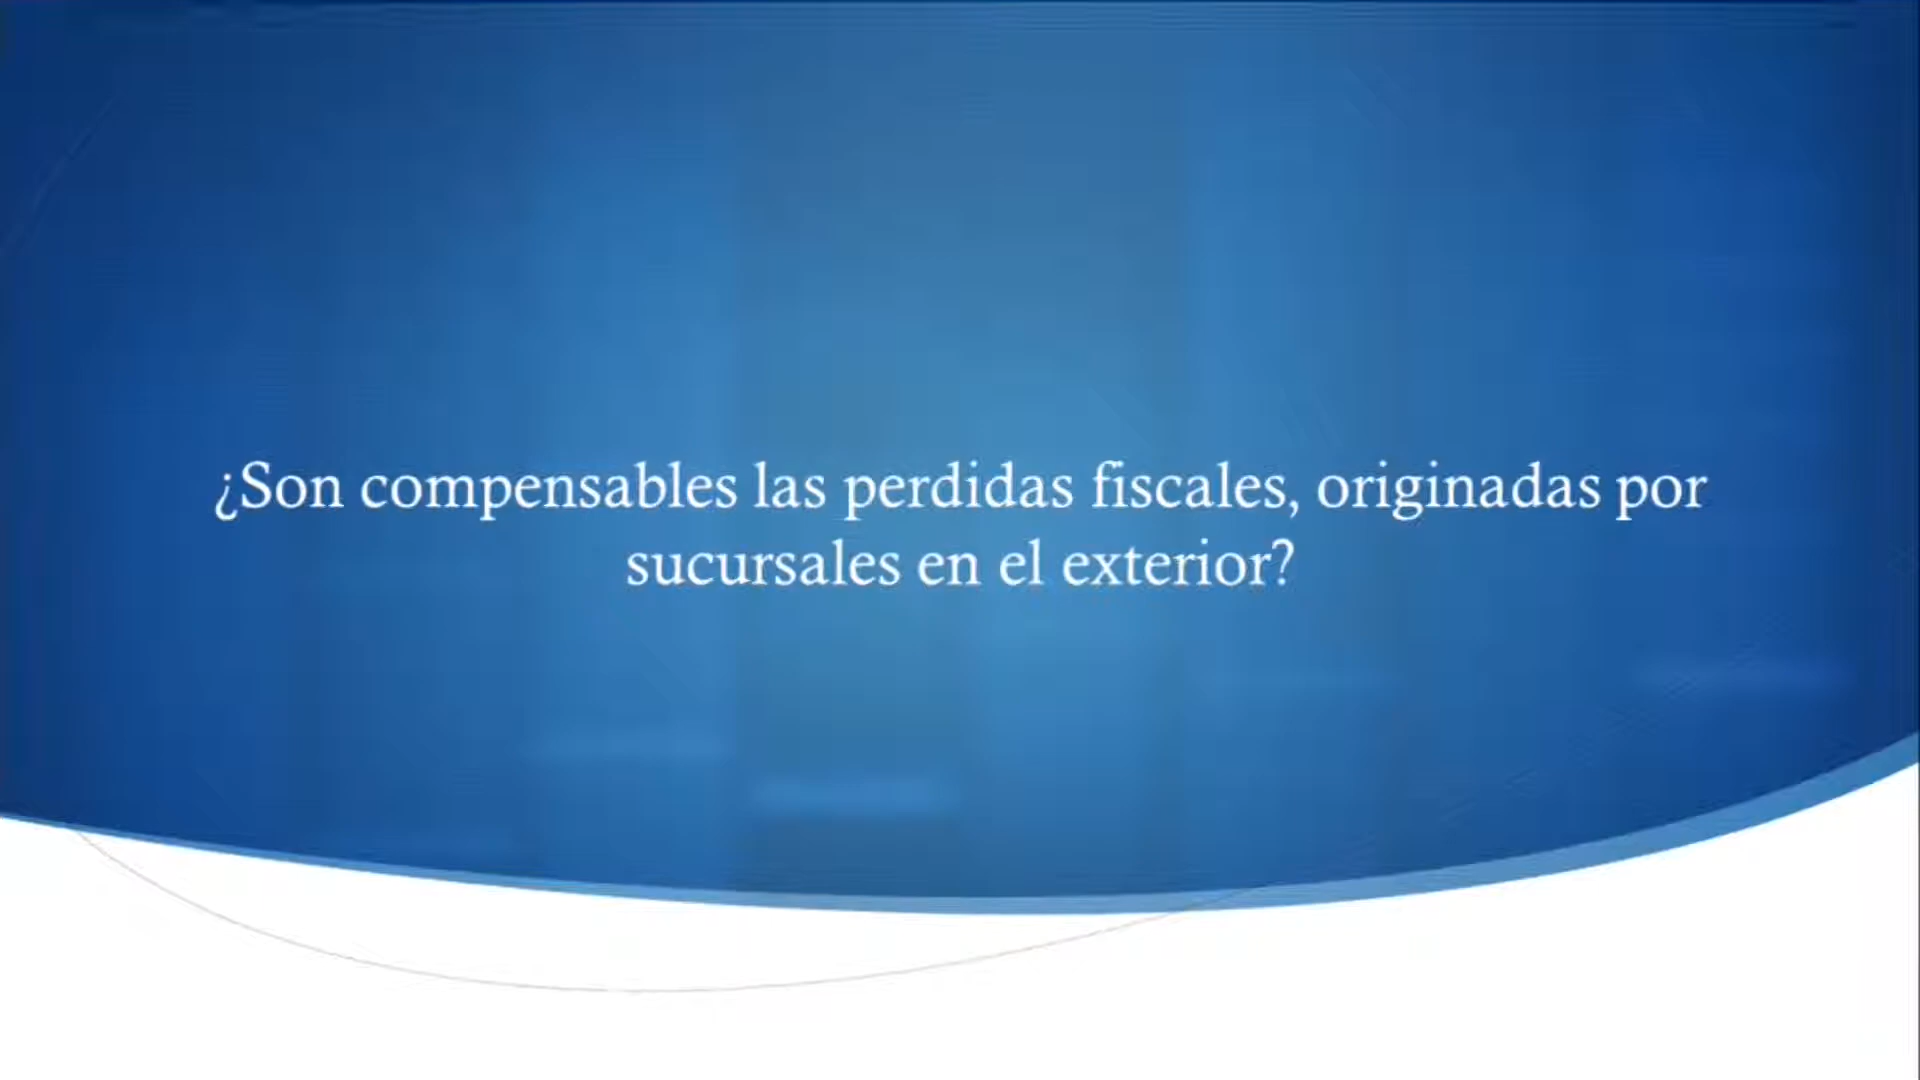 ¿Son compensables las perdidas fiscales, originadas por
sucursales en el exterior?